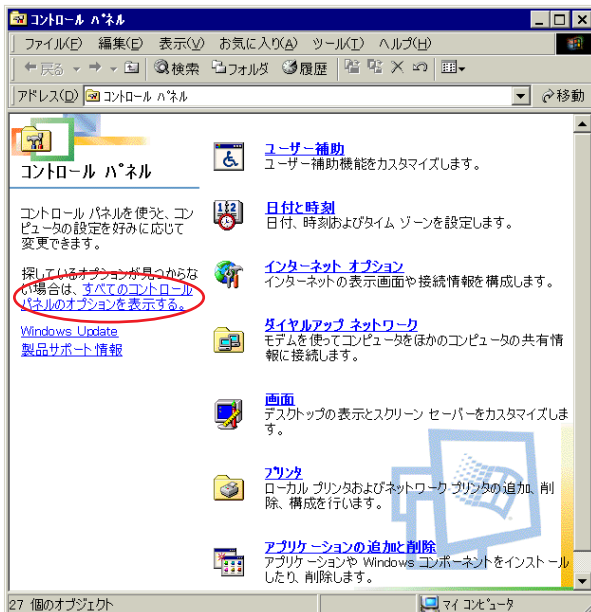 コントロール パネル
ファイル(F) 編集(E) 表示(V) お気に入り(A) ツール(T) ヘルプ(H)
戻る 検索 フォルダ 履歴
アドレス(D) コントロール パネル 移動
コントロール パネル
コントロール パネルを使うと、コン
ピュータの設定を好みに応じて
変更できます。
探しているオプションが見つからな
い場合は、すべてのコントロール
パネルのオプションを表示する。
Windows Update
製品サポート情報
ユーザー補助
ユーザー補助機能をカスタマイズします。
日付と時刻
日付、時刻およびタイム ゾーンを設定します。
インターネット オプション
インターネットの表示画面や接続情報を構成します。
ダイヤルアップ ネットワーク
モデムを使ってコンピュータをほかのコンピュータの共有情
報に接続します。
画面
デスクトップの表示とスクリーン セーバーをカスタマイズしま
す。
プリンタ
ローカル プリンタおよびネットワーク プリンタの追加、削
除、構成を行います。
アプリケーションの追加と削除
アプリケーションや Windows コンポーネントをインストール
したり、削除します。
27 個のオブジェクト マイ コンピュータ